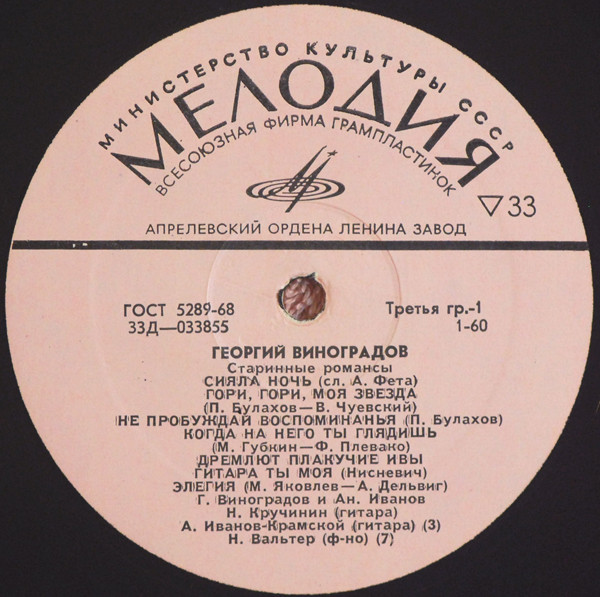 МИНИСТЕРСТВО КУЛЬТУРЫ СССР
МЕЛОДИЯ
ВСЕСОЮЗНАЯ ФИРМА ГРАМПЛАСТИНОК
▽33
АПРЕЛЕВСКИЙ ОРДЕНА ЛЕНИНА ЗАВОД
ГОСТ 5289-68 Третья гр.-1
33Д—033855 1-60
ГЕОРГИЙ ВИНОГРАДОВ
Старинные романсы
СИЯЛА НОЧЬ (сл. А. Фета)
ГОРИ, ГОРИ, МОЯ ЗВЕЗДА
(П. Булахов—В. Чуевский)
НЕ ПРОБУЖДАЙ ВОСПОМИНАНЬЯ (П. Булахов)
КОГДА НА НЕГО ТЫ ГЛЯДИШЬ
(М. Губкин—Ф. Плевако)
ДРЕМЛЮТ ПЛАКУЧИЕ ИВЫ
ГИТАРА ТЫ МОЯ (Нисневич)
ЭЛЕГИЯ (М. Яковлев—А. Дельвиг)
Г. Виноградов и Ан. Иванов
Н. Кручинин (гитара)
А. Иванов-Крамской (гитара) (3)
Н. Вальтер (ф-но) (7)